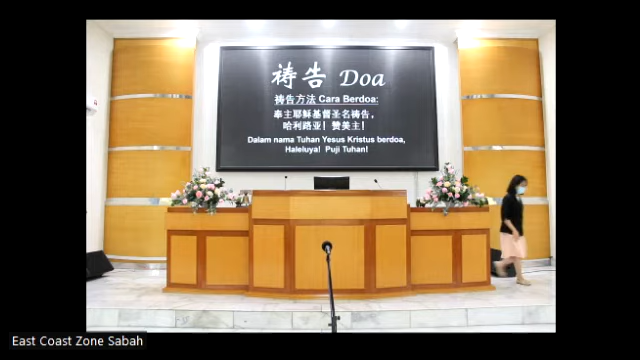 祷告 Doa
祷告方法 Cara Berdoa:
奉主耶稣基督圣名祷告，
哈利路亚！赞美主！
Dalam nama Tuhan Yesus Kristus berdoa,
Haleluya! Puji Tuhan!
East Coast Zone Sabah